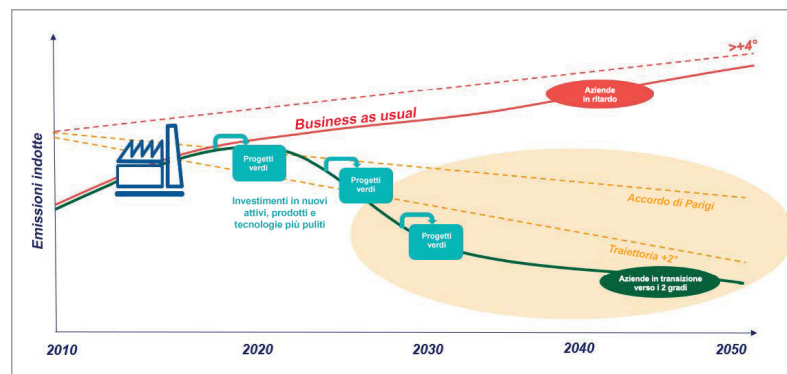 Emissioni indotte
>+4°
Aziende
in ritardo
Business as usual
Progetti
verdi
Progetti
verdi
Progetti
verdi
Investimenti in nuovi
attivi, prodotti e
tecnologie più puliti
Accordo di Parigi
Traiettoria +2°
Aziende in transizione
verso i 2 gradi
2010
2020
2030
2040
2050